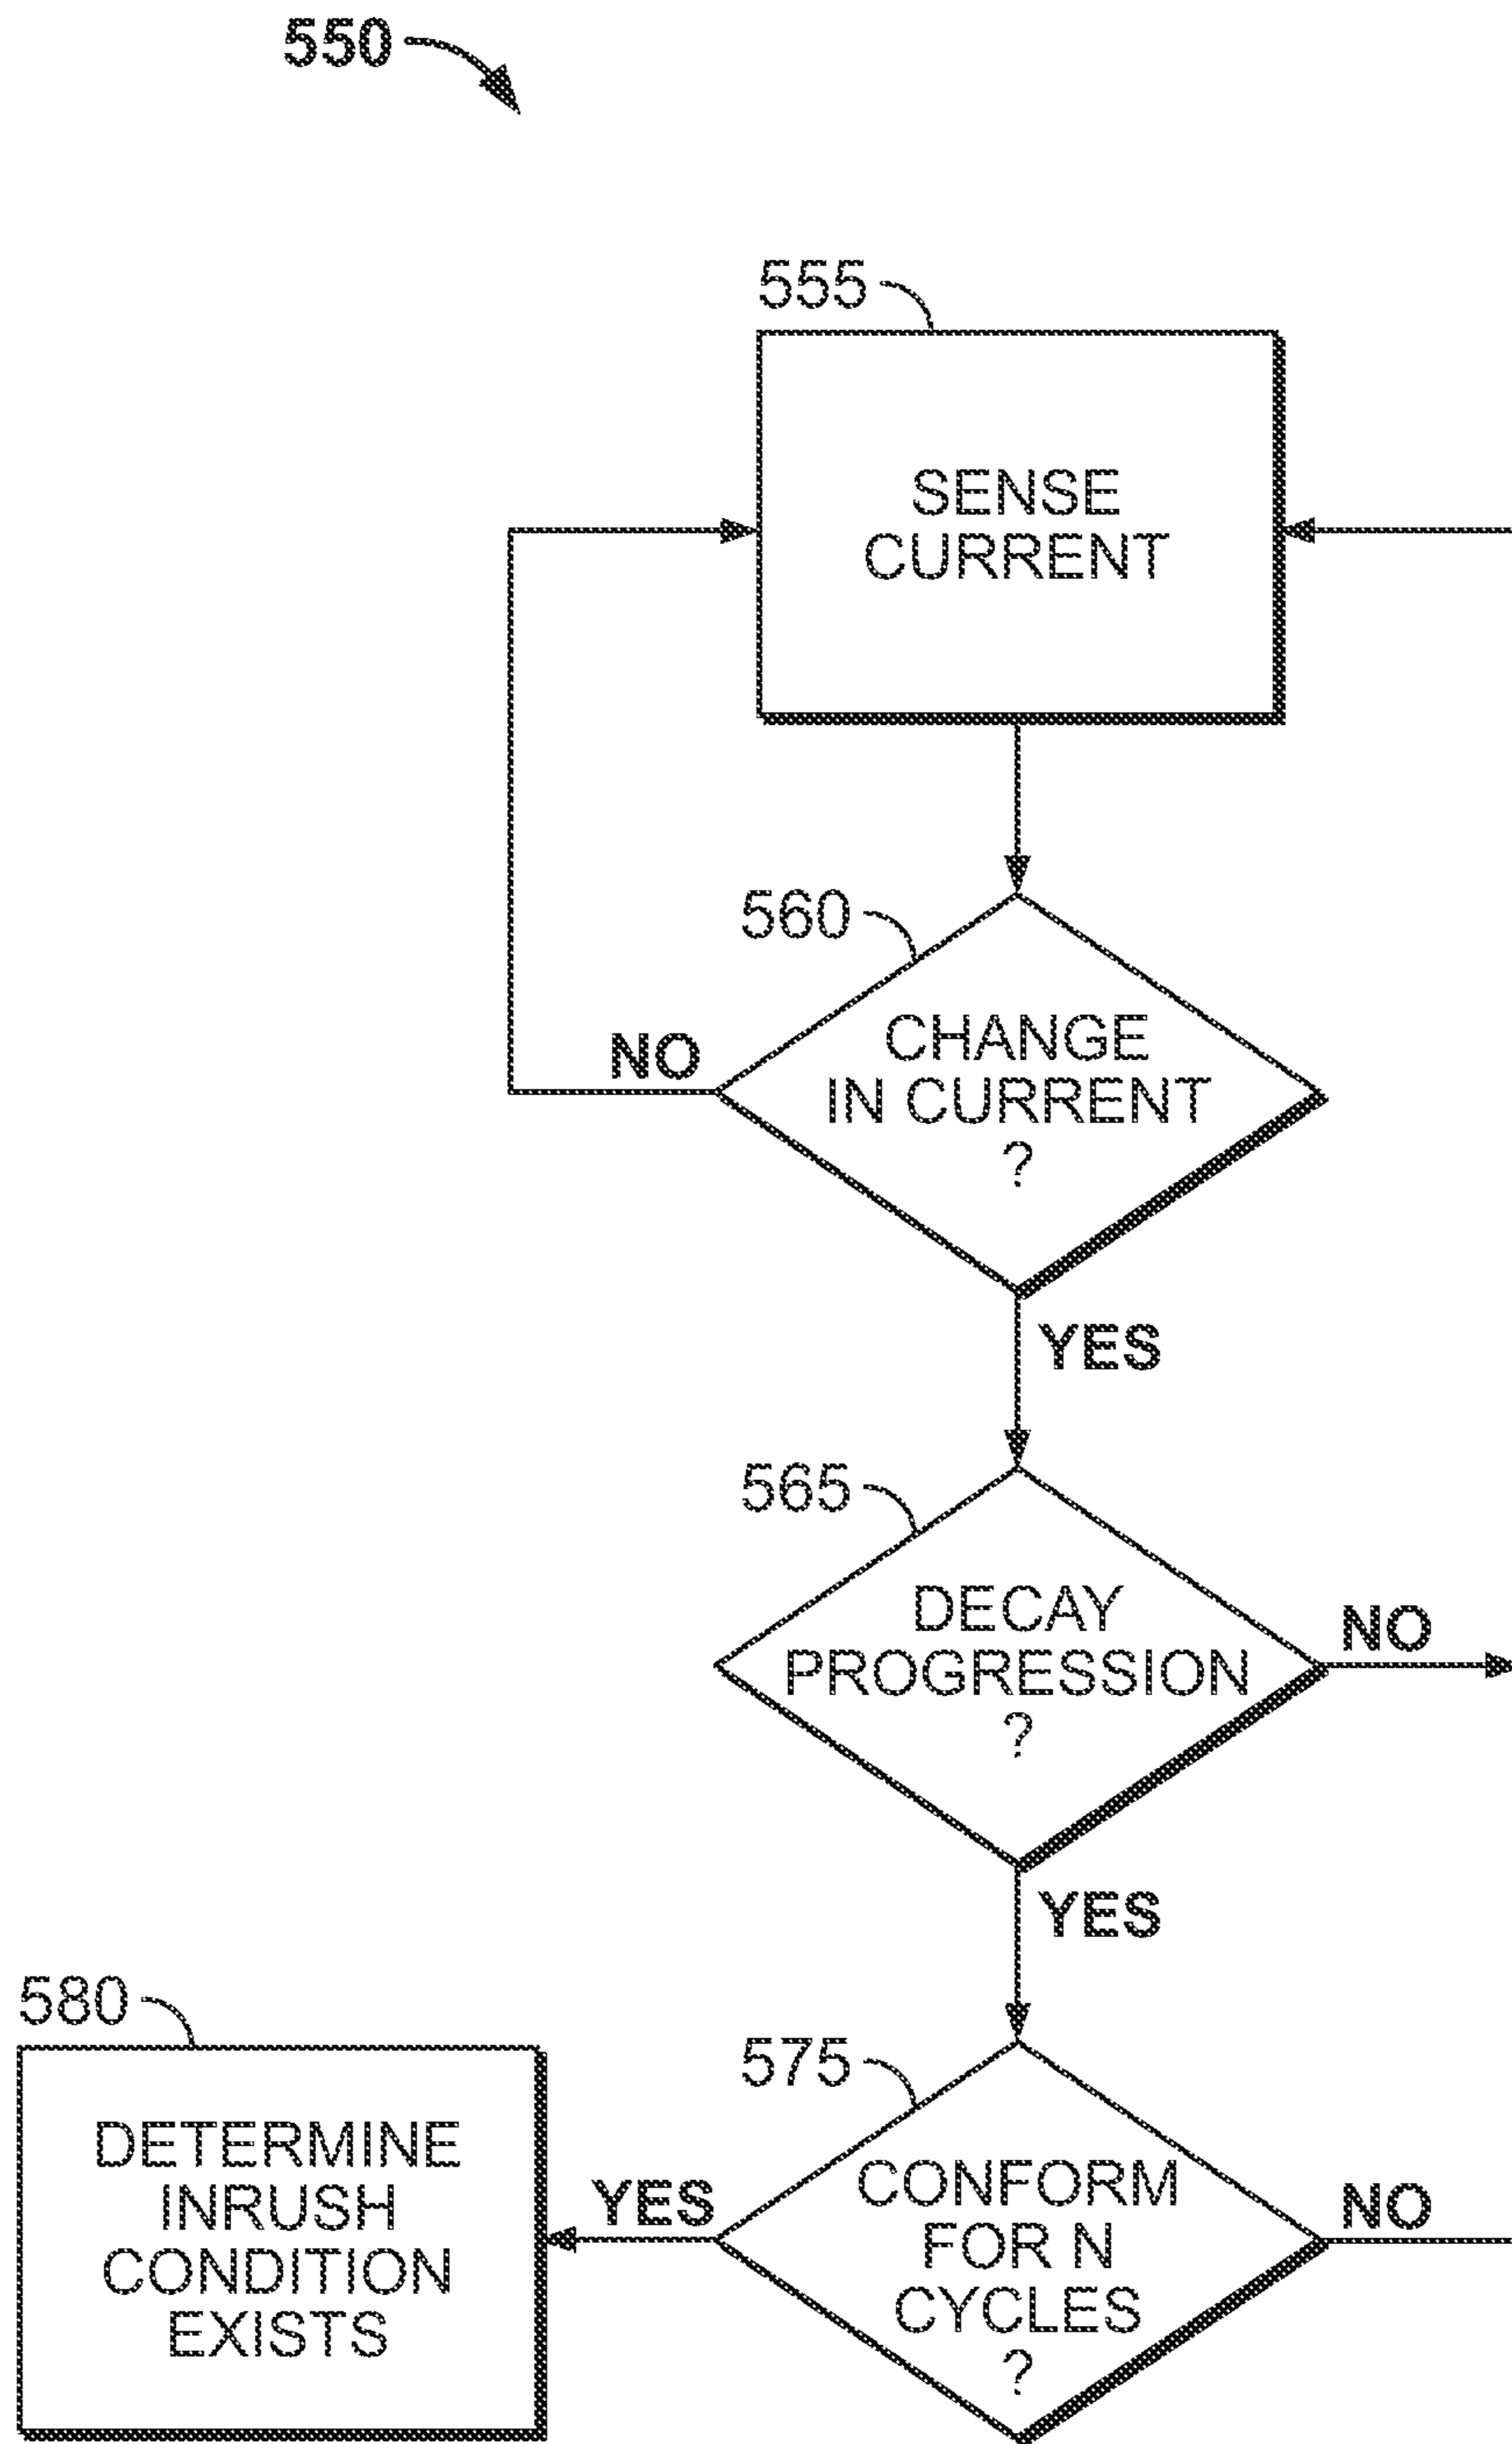 550
555
SENSE
CURRENT
560
CHANGE
IN CURRENT
?
NO
YES
565
DECAY
PROGRESSION
?
NO
YES
580
DETERMINE
INRUSH
CONDITION
EXISTS
YES
575
CONFORM
FOR N
CYCLES
?
NO